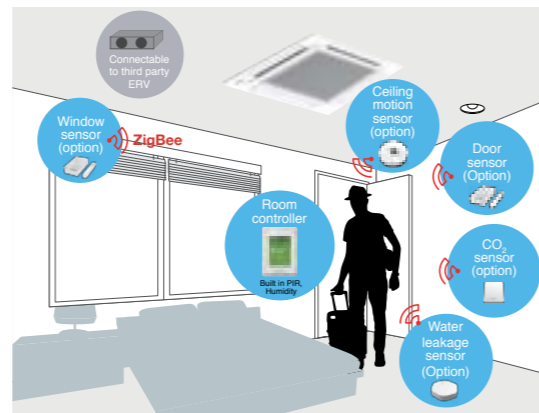 Connectable
to third party
ERV
Window
sensor
(option)
ZigBee
Ceiling
motion
sensor
(option)
Door
sensor
(Option)
Room
controller
Built in PIR,
Humidity
CO₂
sensor
(option)
Water
leakage
sensor
(Option)